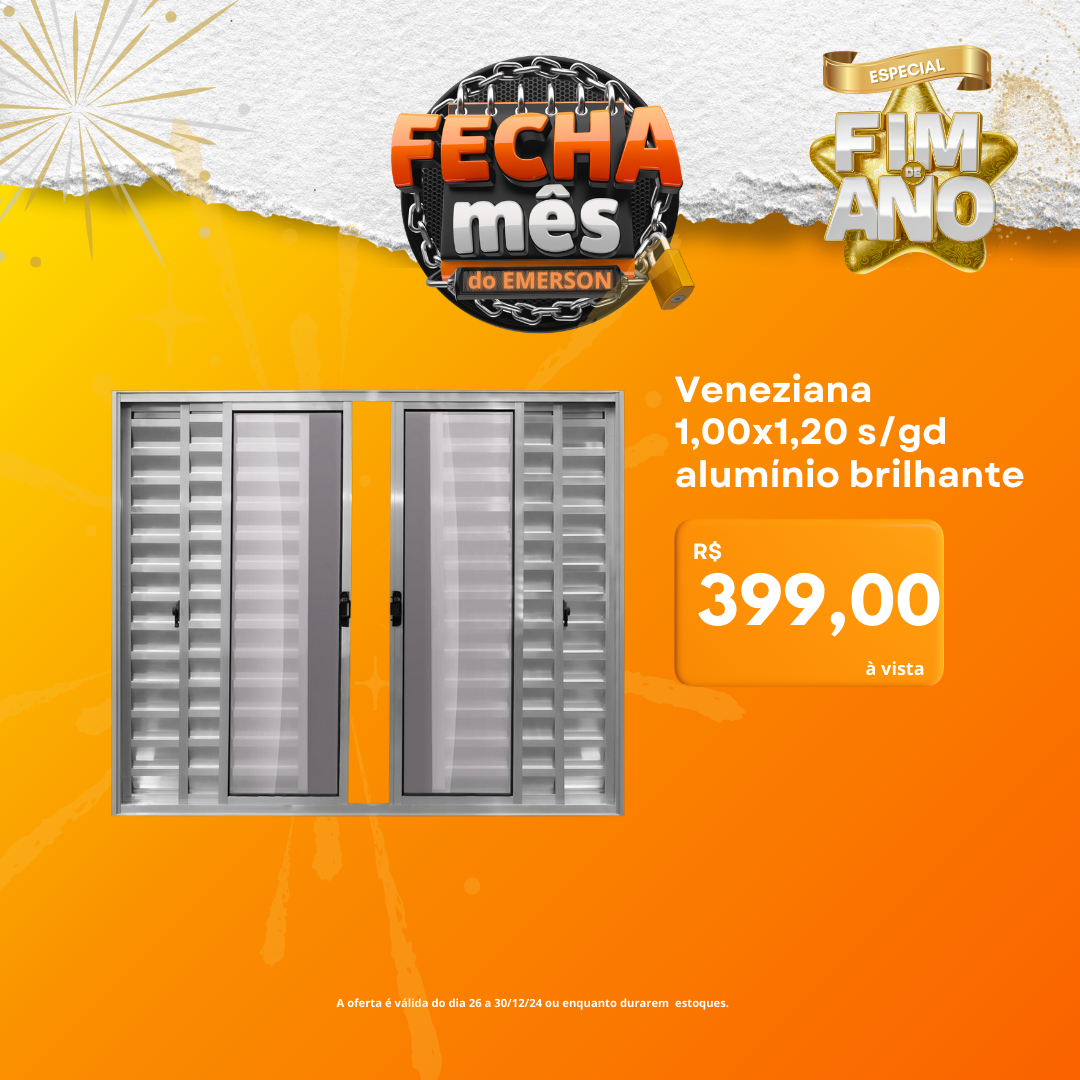 FECHA
mês
do EMERSON
ESPECIAL
FIM
DE
ANO
Veneziana
1,00x1,20 s/gd
alumínio brilhante
R$
399,00
à vista
A oferta é válida do dia 26 a 30/12/24 ou enquanto durarem estoques.